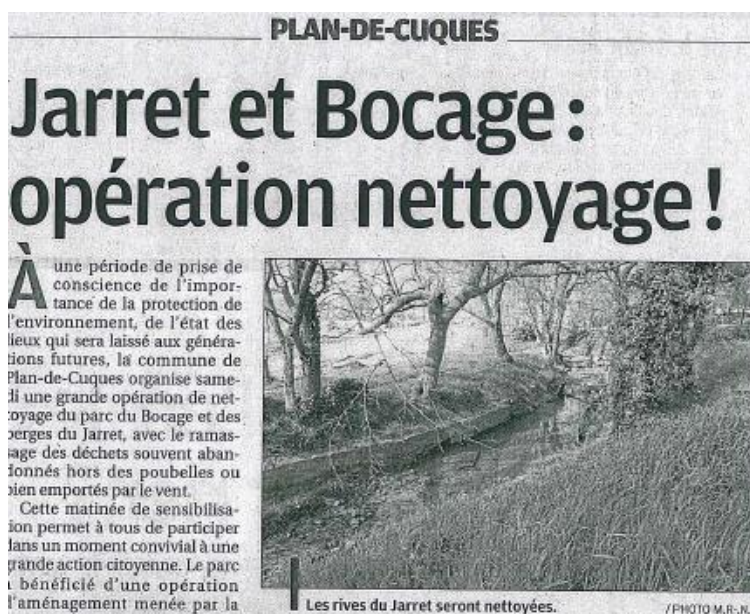 PLAN-DE-CUQUES
Jarret et Bocage :
opération nettoyage !
À une période de prise de
conscience de l'impor-
tance de la protection de
l'environnement, de l'état des
lieux qui sera laissé aux généra-
tions futures, la commune de
Plan-de-Cuques organise same-
di une grande opération de net-
toyage du parc du Bocage et des
berges du Jarret, avec le ramas-
sage des déchets souvent aban-
donnés hors des poubelles ou
bien emportés par le vent.
Cette matinée de sensibilisa-
tion permet à tous de participer
dans un moment convivial à une
grande action citoyenne. Le parc
a bénéficié d'une opération
d'aménagement menée par la
Les rives du Jarret seront nettoyées.
/ PHOTO M.R-